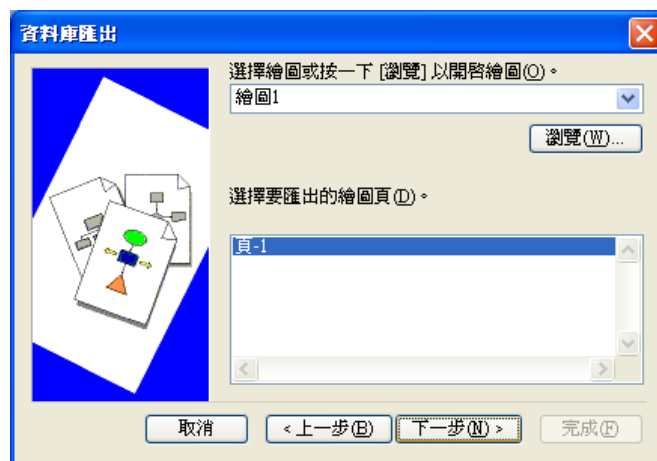 資料庫匯出
選擇繪圖或按一下 [瀏覽] 以開啓繪圖(O)。
繪圖1
瀏覽(W)...
選擇要匯出的繪圖頁(D)。
頁-1
取消
< 上一步(B)
下一步(N) >
完成(F)